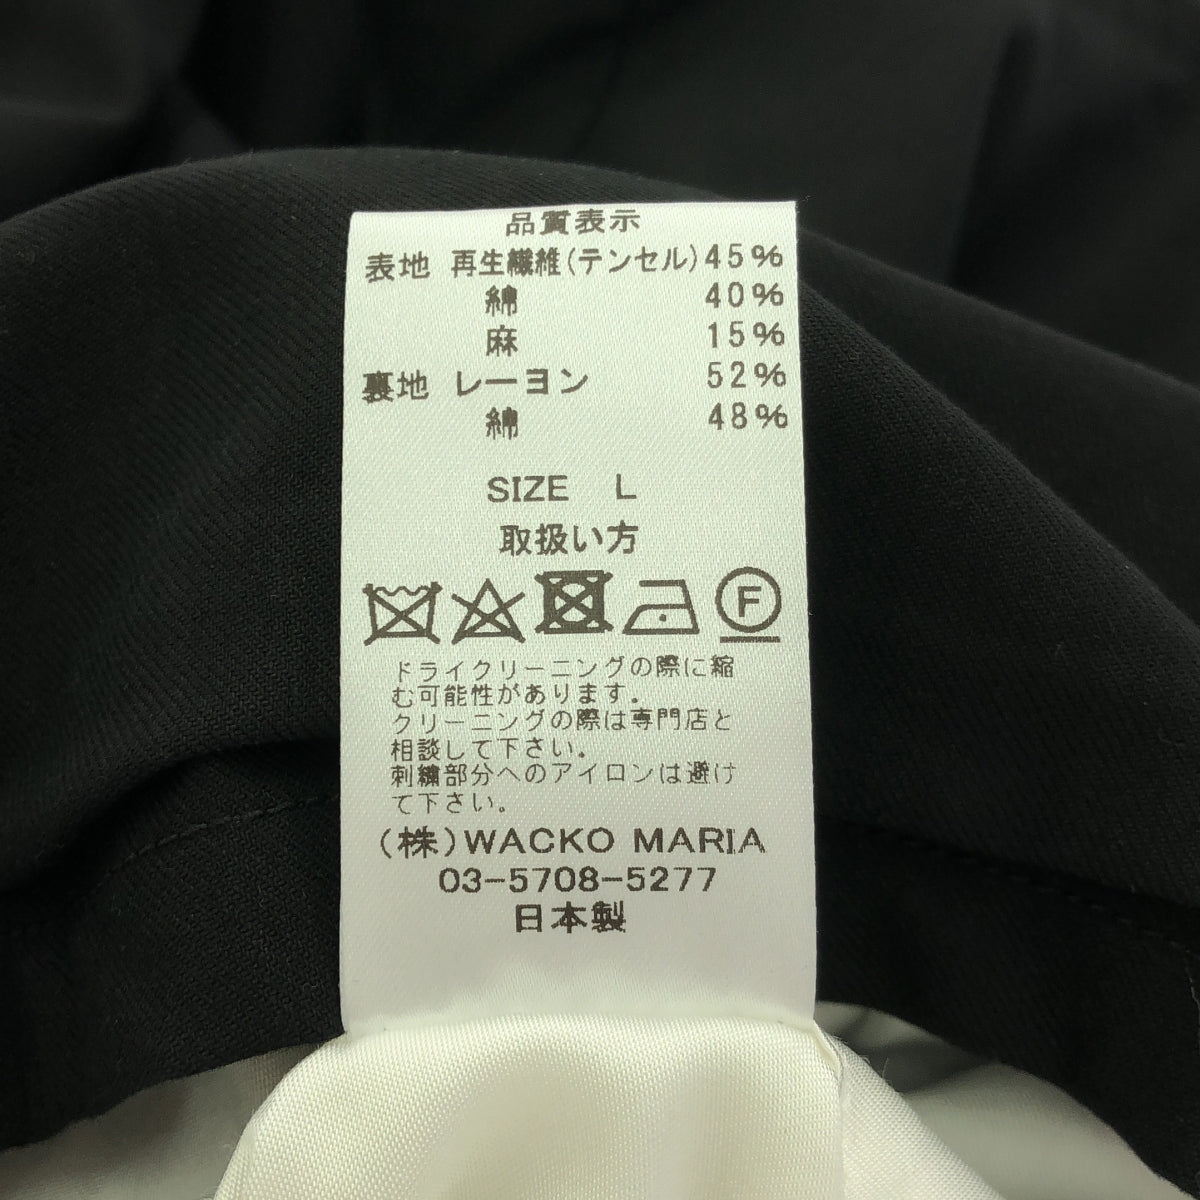 品質表示
表地 再生繊維(テンセル)45%
綿 40%
麻 15%
裏地 レーヨン 52%
綿 48%
SIZE L
取扱い方
F
ドライクリーニングの際に縮
む可能性があります.
クリーニングの際は専門店と
相談して下さい.
刺繍部分へのアイロンは避け
て下さい。
(株)WACKO MARIA
03-5708-5277
日本製